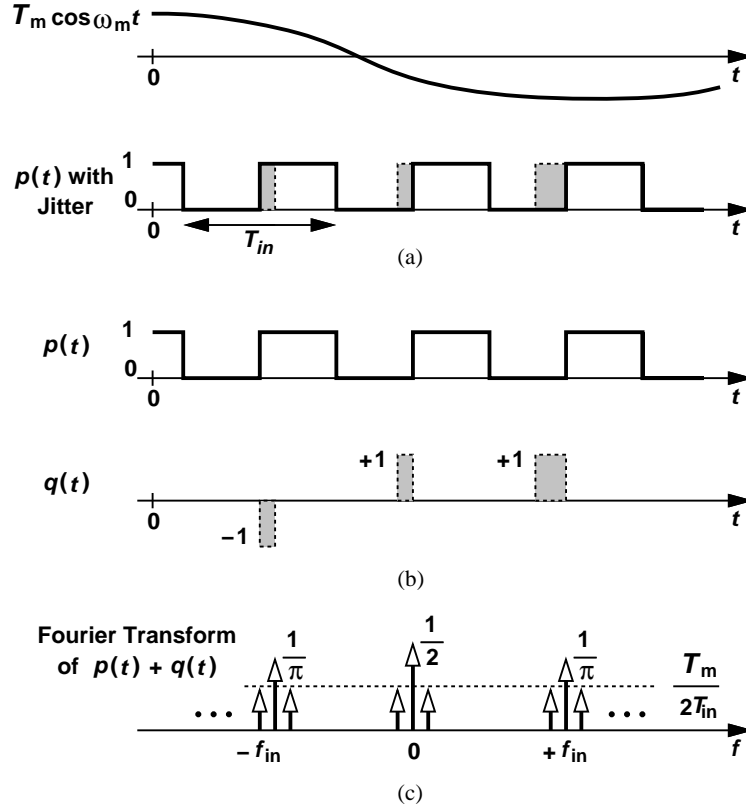 T_m cos ω_m t
0
t
p(t) with
Jitter
1
0
0
T_in
t
(a)
p(t)
1
0
0
t
q(t)
+1
+1
0
−1
t
(b)
Fourier Transform
of p(t) + q(t)
1/π
1/2
1/π
T_m/2T_in
• • •
• • •
− f_in
0
+ f_in
f
(c)